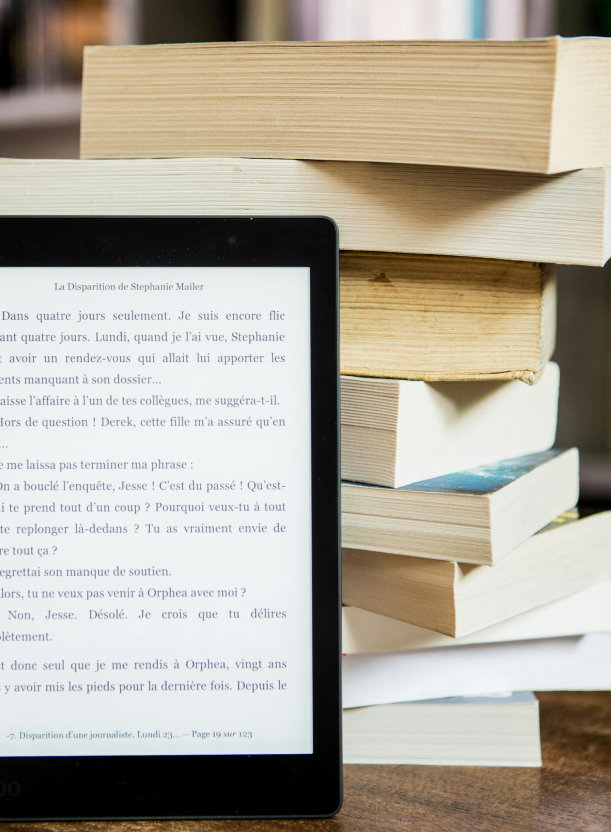 La Disparition de Stephanie Mailer
Dans quatre jours seulement. Je suis encore flic
ant quatre jours. Lundi, quand je l'ai vue, Stephanie
t avoir un rendez-vous qui allait lui apporter les
ents manquant à son dossier...
aisse l'affaire à l'un de tes collègues, me suggéra-t-il.
Hors de question ! Derek, cette fille m'a assuré qu'en
...
e me laissa pas terminer ma phrase :
On a bouclé l'enquête, Jesse ! C'est du passé ! Qu'est-
i te prend tout d'un coup ? Pourquoi veux-tu à tout
te replonger là-dedans ? Tu as vraiment envie de
re tout ça ?
egrettai son manque de soutien.
lors, tu ne veux pas venir à Orphea avec moi ?
Non, Jesse. Désolé. Je crois que tu délires
plètement.
t donc seul que je me rendis à Orphea, vingt ans
s y avoir mis les pieds pour la dernière fois. Depuis le
-7. Disparition d'une journaliste. Lundi 23... — Page 19 sur 123